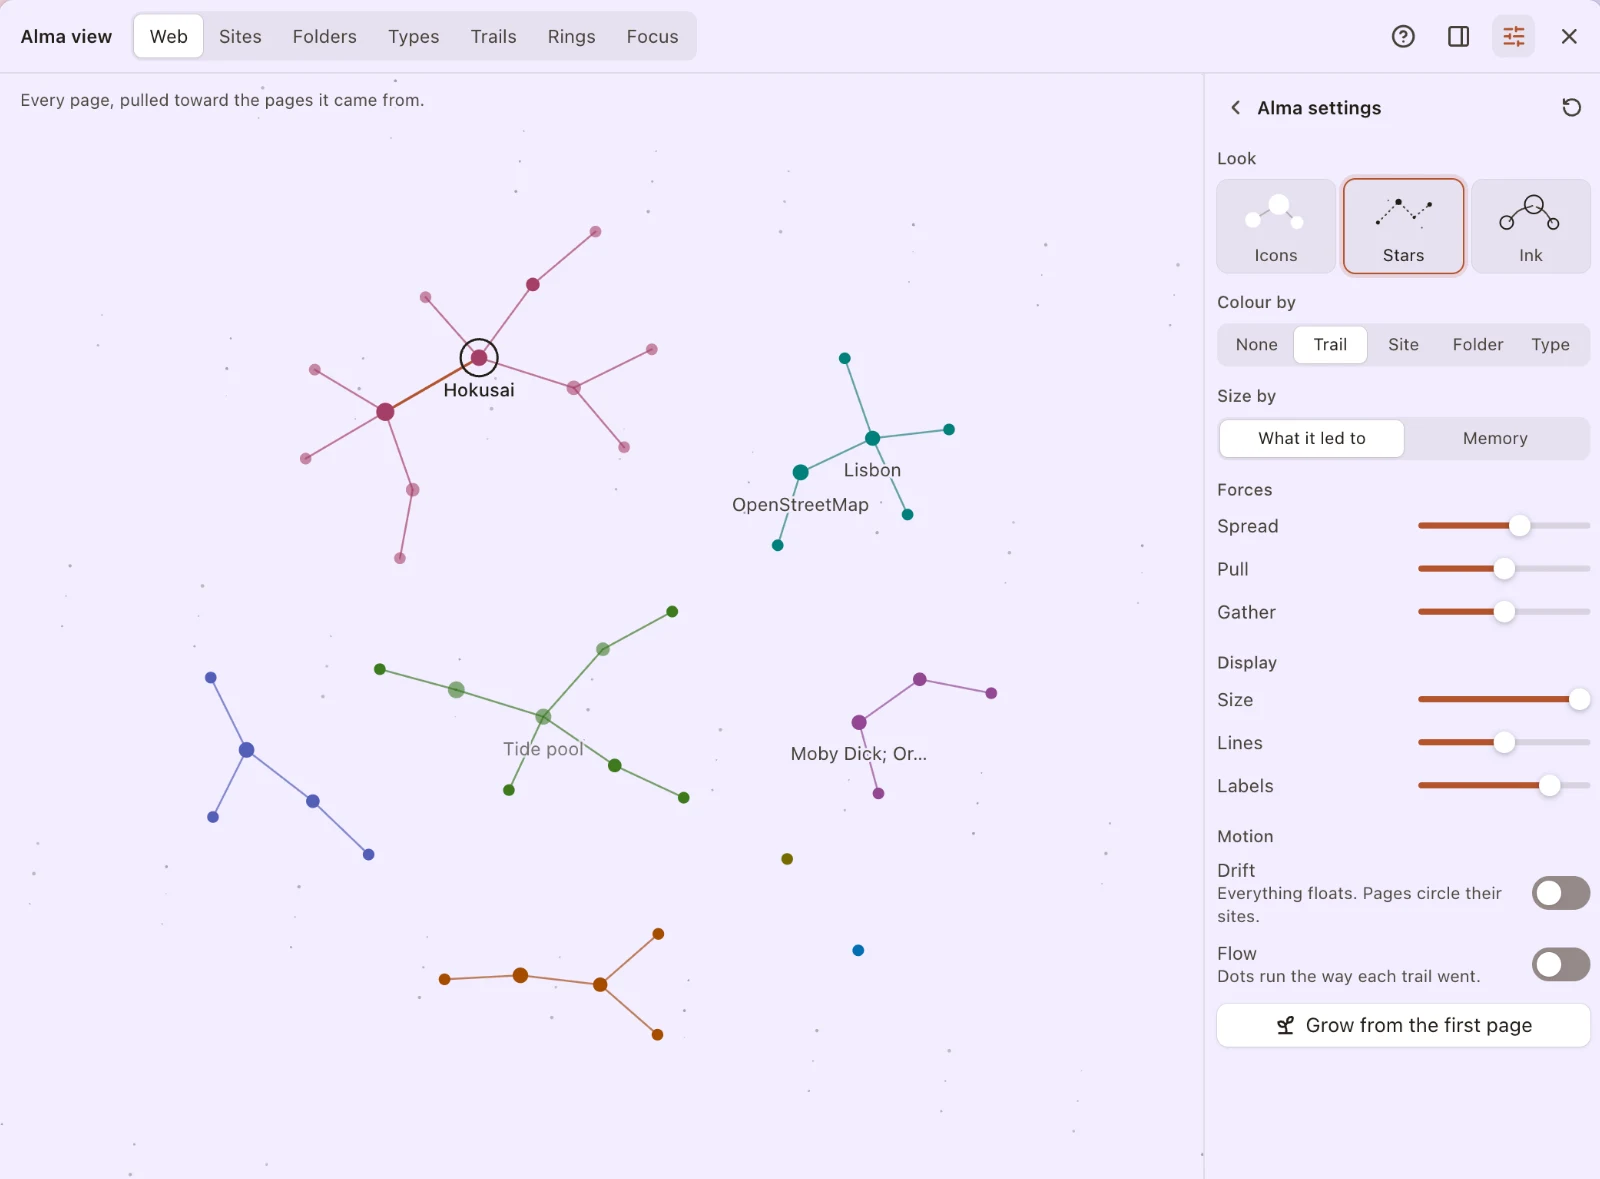 Alma view
Web
Sites
Folders
Types
Trails
Rings
Focus
Every page, pulled toward the pages it came from.
Hokusai
Lisbon
OpenStreetMap
Tide pool
Moby Dick; Or...
Alma settings
Look
Icons
Stars
Ink
Colour by
None
Trail
Site
Folder
Type
Size by
What it led to
Memory
Forces
Spread
Pull
Gather
Display
Size
Lines
Labels
Motion
Drift
Everything floats. Pages circle their
sites.
Flow
Dots run the way each trail went.
Grow from the first page